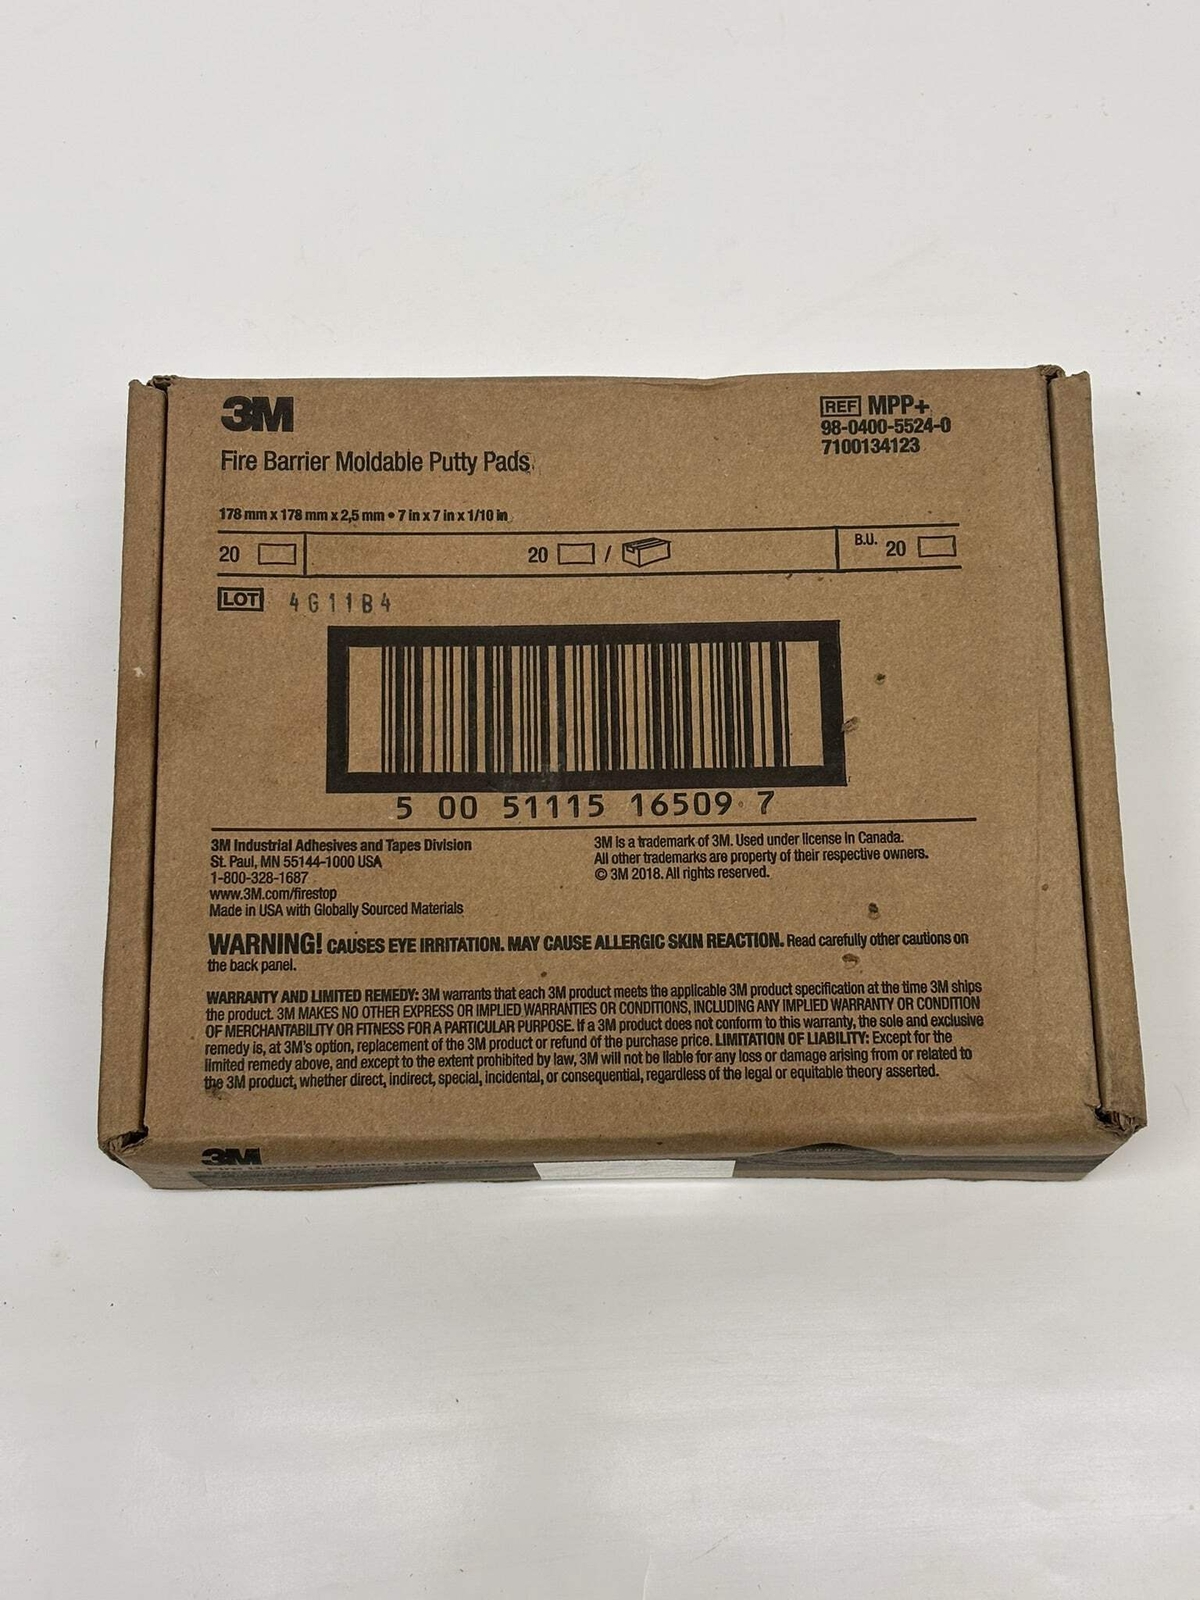 3M
REF MPP+
98-0400-5524-0
7100134123
Fire Barrier Moldable Putty Pads
178 mm x 178 mm x 2,5 mm • 7 in x 7 in x 1/10 in
20 20 / B.U. 20
LOT 4G11B4
5 00 51115 16509 7
3M Industrial Adhesives and Tapes Division
St. Paul, MN 55144-1000 USA
1-800-328-1687
www.3M.com/firestop
Made in USA with Globally Sourced Materials
3M is a trademark of 3M. Used under license in Canada.
All other trademarks are property of their respective owners.
© 3M 2018. All rights reserved.
WARNING! CAUSES EYE IRRITATION. MAY CAUSE ALLERGIC SKIN REACTION. Read carefully other cautions on
the back panel.
WARRANTY AND LIMITED REMEDY: 3M warrants that each 3M product meets the applicable 3M product specification at the time 3M ships
the product. 3M MAKES NO OTHER EXPRESS OR IMPLIED WARRANTIES OR CONDITIONS, INCLUDING ANY IMPLIED WARRANTY OR CONDITION
OF MERCHANTABILITY OR FITNESS FOR A PARTICULAR PURPOSE. If a 3M product does not conform to this warranty, the sole and exclusive
remedy is, at 3M's option, replacement of the 3M product or refund of the purchase price. LIMITATION OF LIABILITY: Except for the
limited remedy above, and except to the extent prohibited by law, 3M will not be liable for any loss or damage arising from or related to
the 3M product, whether direct, indirect, special, incidental, or consequential, regardless of the legal or equitable theory asserted.
3M